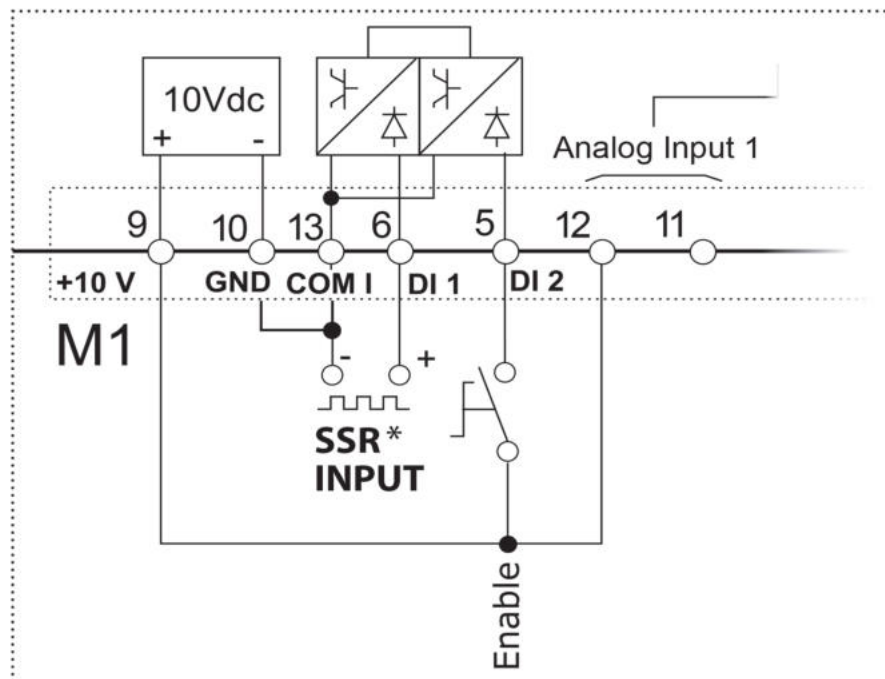 10Vdc
+ -
Analog Input 1
9 10 13 6 5 12 11
+10 V GND COM I DI 1 DI 2
M1
- +
SSR*
INPUT
Enable